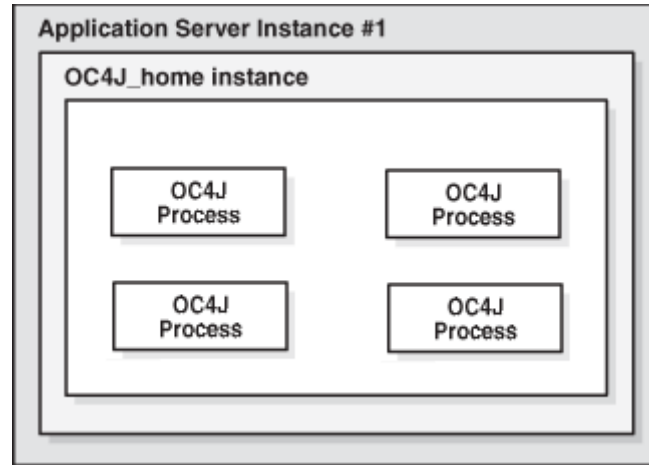 Application Server Instance #1
OC4J_home instance
OC4J
Process
OC4J
Process
OC4J
Process
OC4J
Process